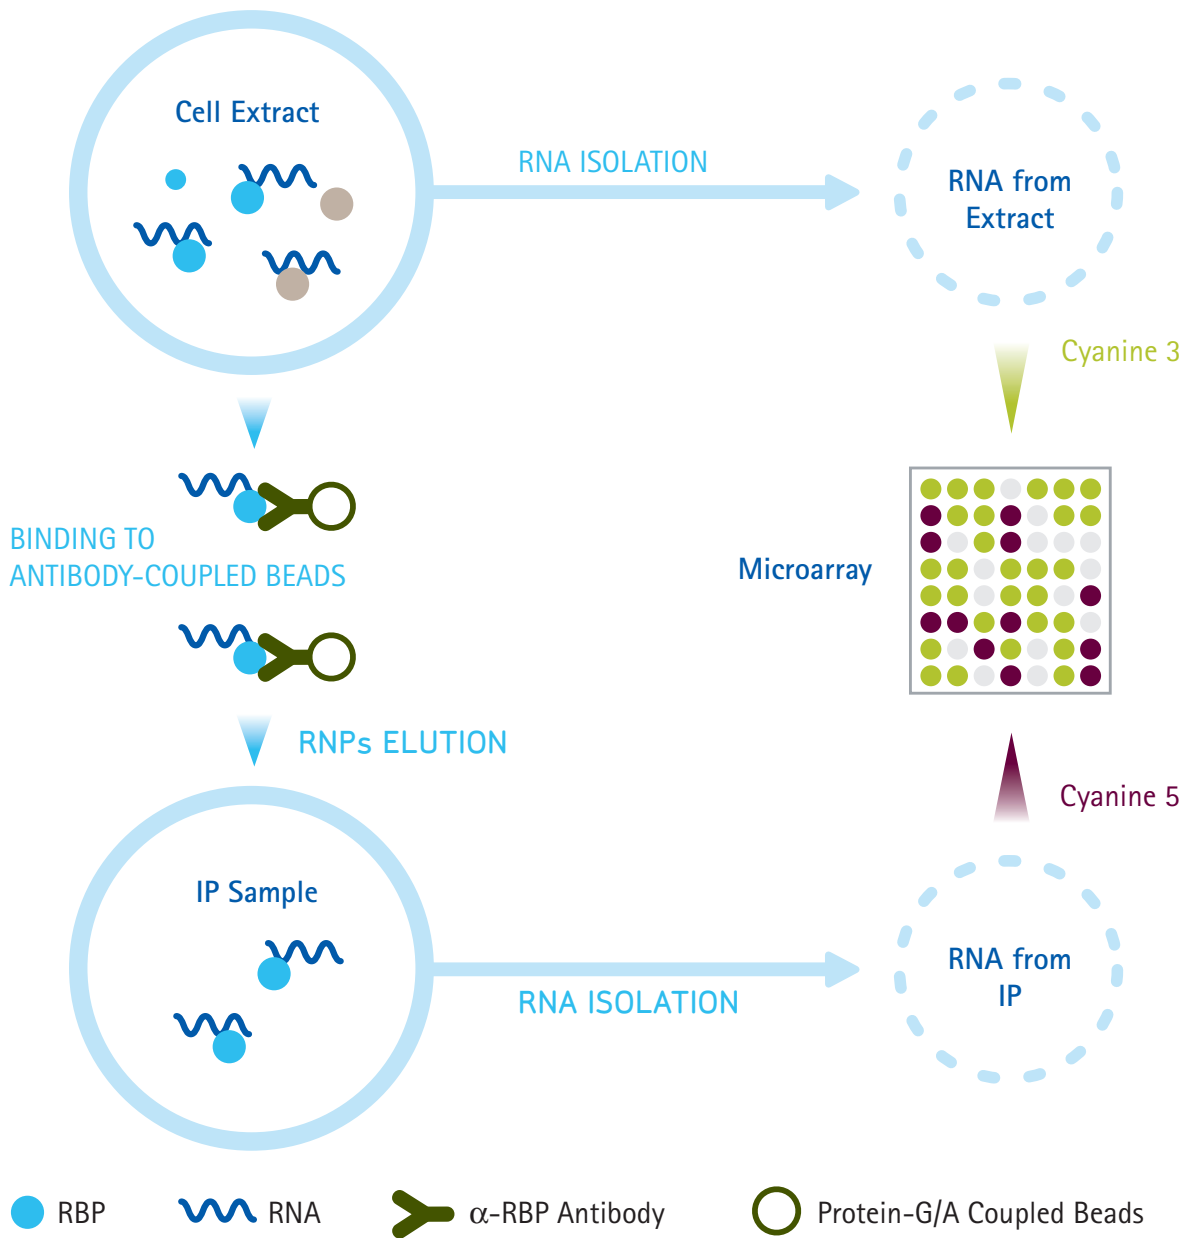 Cell Extract
RNA ISOLATION
RNA from
Extract
Cyanine 3
BINDING TO
ANTIBODY-COUPLED BEADS
Microarray
RNPs ELUTION
Cyanine 5
IP Sample
RNA ISOLATION
RNA from
IP
RBP
RNA
α-RBP Antibody
Protein-G/A Coupled Beads